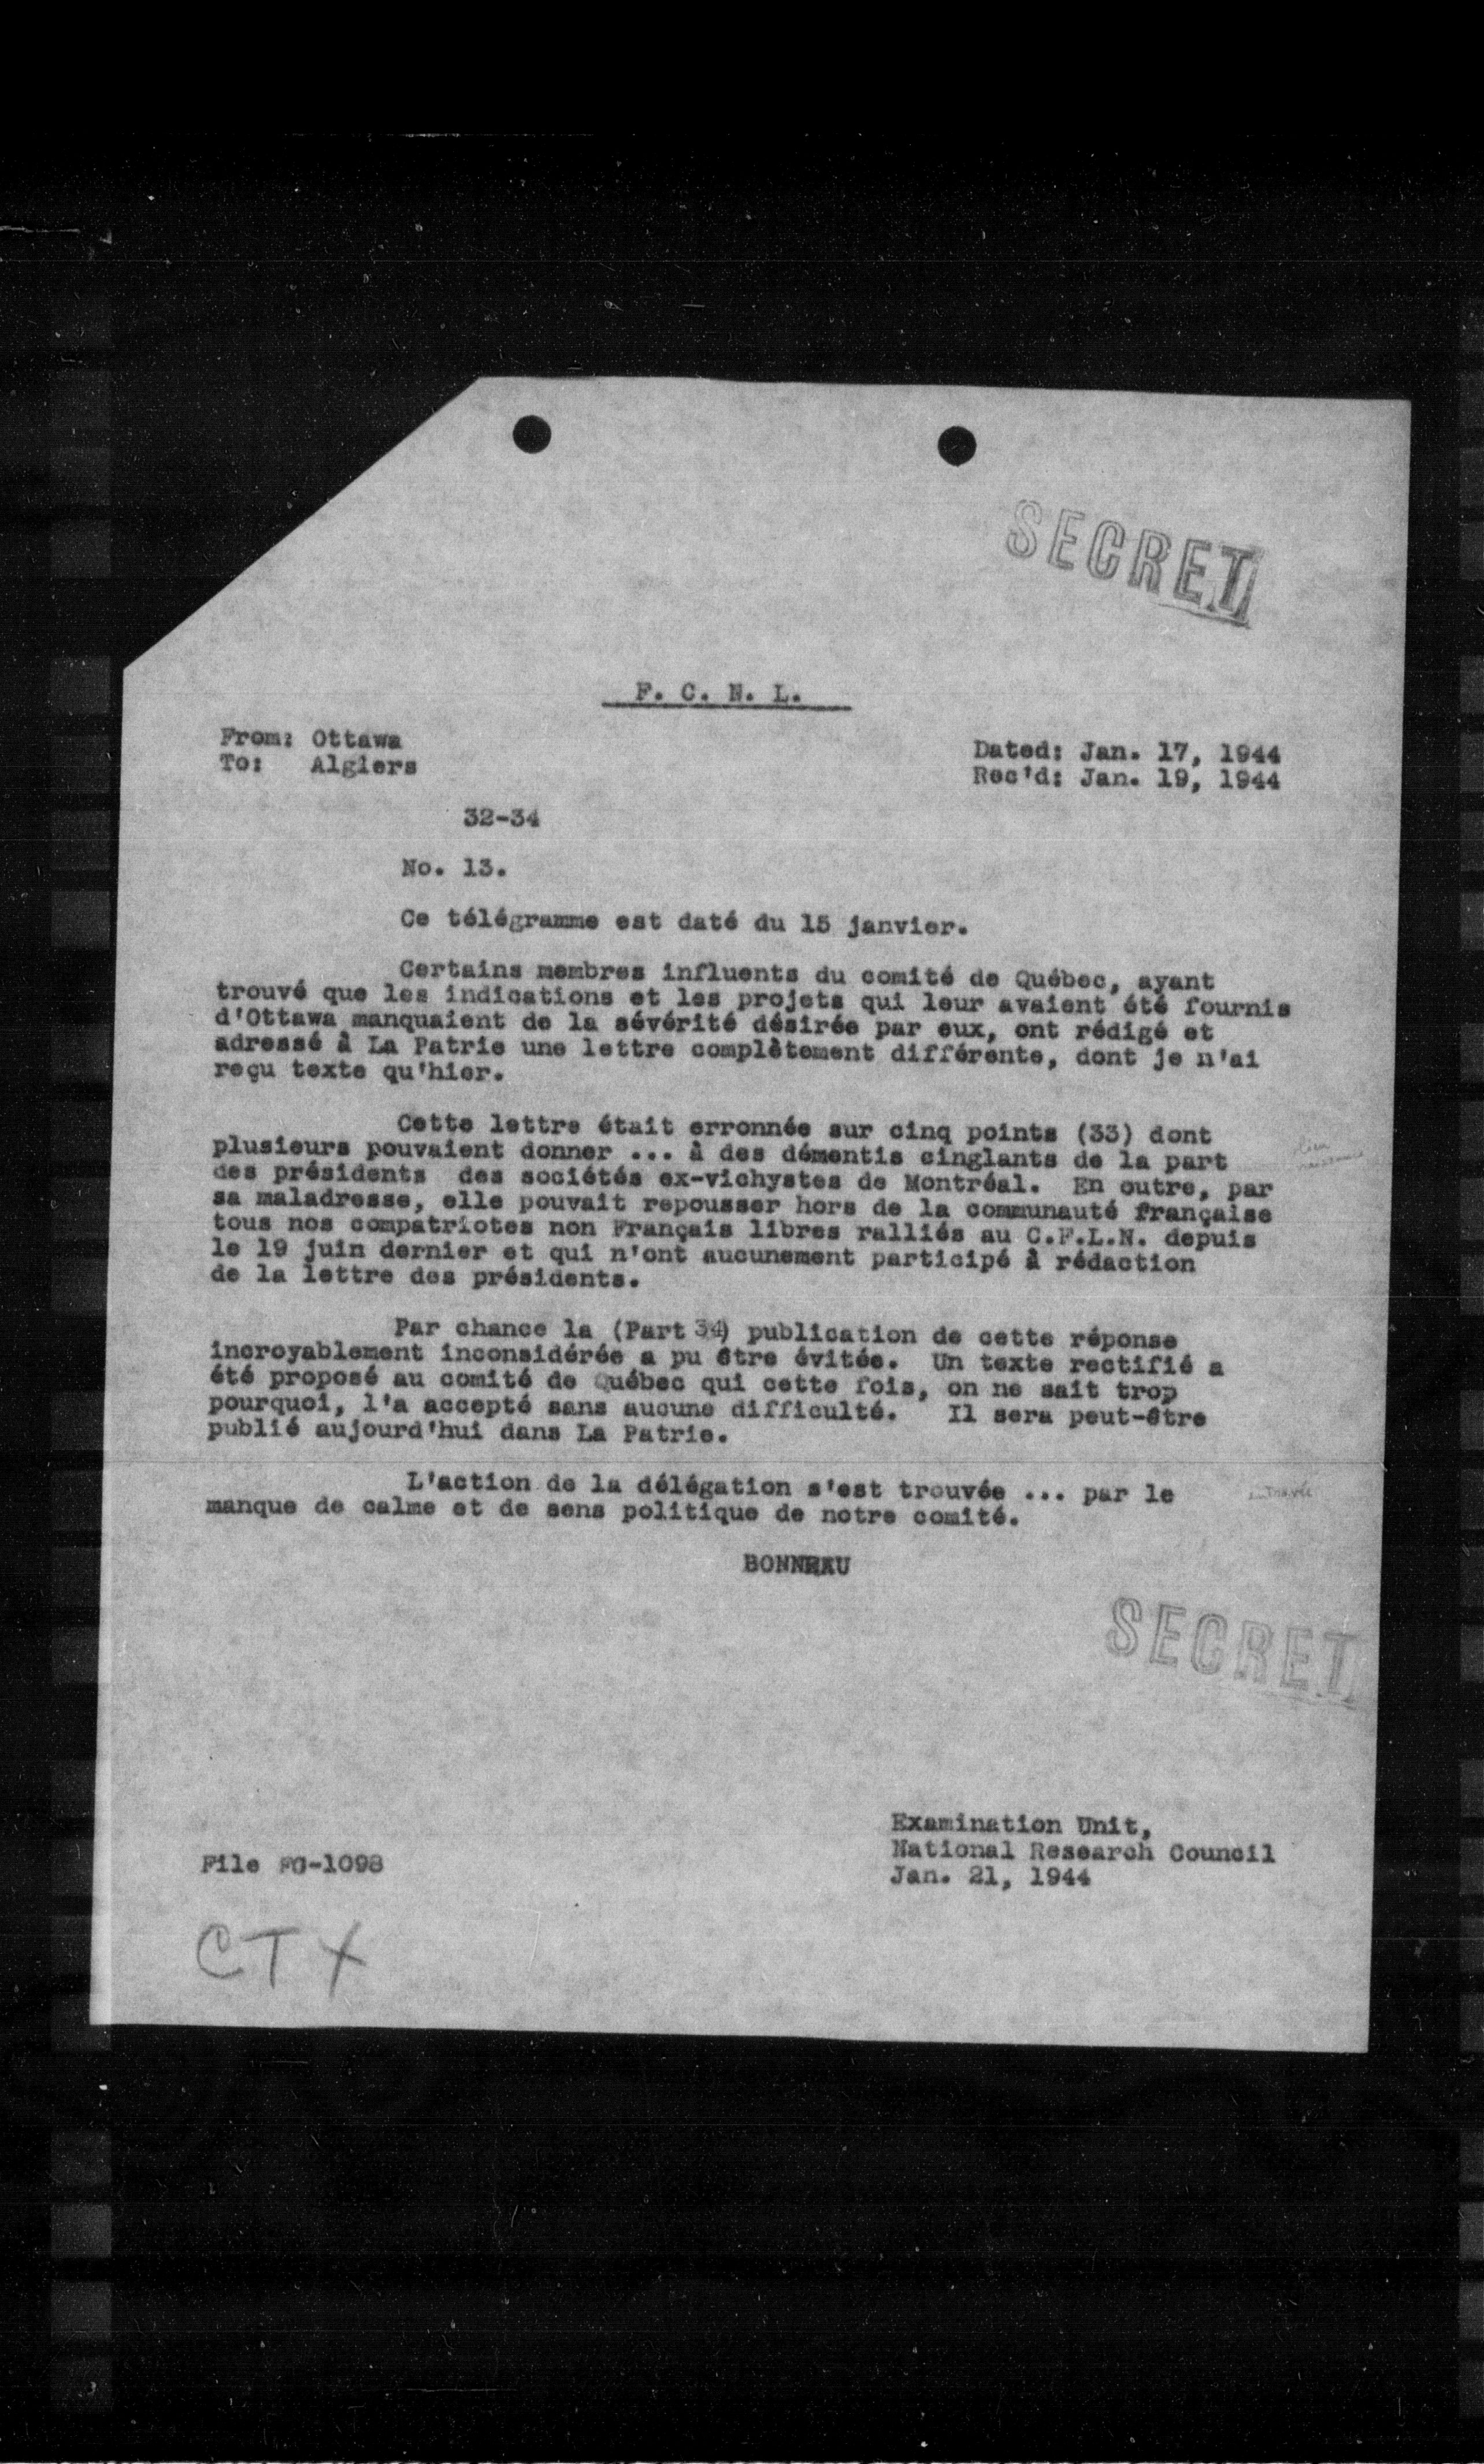 SECRET
F. C. N. L.
From: Ottawa
To: Algiers
Dated: Jan. 17, 1944
Rec'd: Jan. 19, 1944
32-34
No. 13.
Ce télégramme est daté du 15 janvier.
Certains membres influents du comité de Québec, ayant
trouvé que les indications et les projets qui leur avaient été fournis
d'Ottawa manquaient de la sévérité désirée par eux, ont rédigé et
adressé à La Patrie une lettre complètement différente, dont je n'ai
reçu texte qu'hier.
Cette lettre était erronnée sur cinq points (33) dont
plusieurs pouvaient donner ... à des démentis cinglants de la part
des présidents des sociétés ex-vichystes de Montréal. En outre, par
sa maladresse, elle pouvait repousser hors de la communauté française
tous nos compatriotes non Français libres ralliés au C.F.L.N. depuis
le 19 juin dernier et qui n'ont aucunement participé à rédaction
de la lettre des présidents.
Par chance la (Part 34) publication de cette réponse
incroyablement inconsidérée a pu être évitée. Un texte rectifié a
été proposé au comité de Québec qui cette fois, on ne sait trop
pourquoi, l'a accepté sans aucune difficulté. Il sera peut-être
publié aujourd'hui dans La Patrie.
L'action de la délégation s'est trouvée ... par le
manque de calme et de sens politique de notre comité.
BONNEAU
SECRET
Examination Unit,
National Research Council
Jan. 21, 1944
File FG-1098
CTX